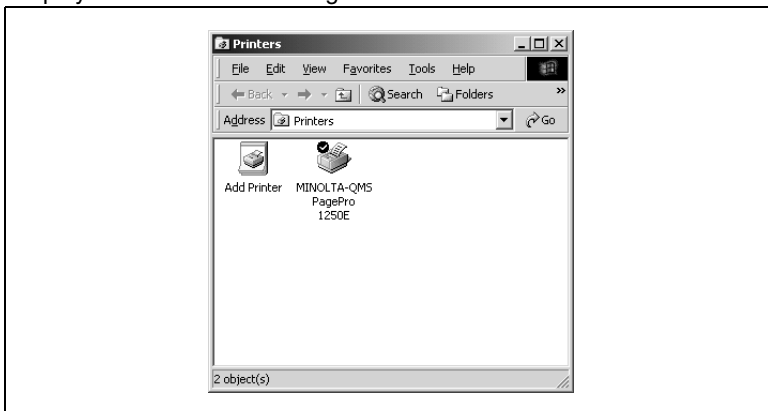 Printers
File Edit View Favorites Tools Help
Back Search Folders »
Address Printers Go
Add Printer
MINOLTA-QMS
PagePro
1250E
2 object(s)